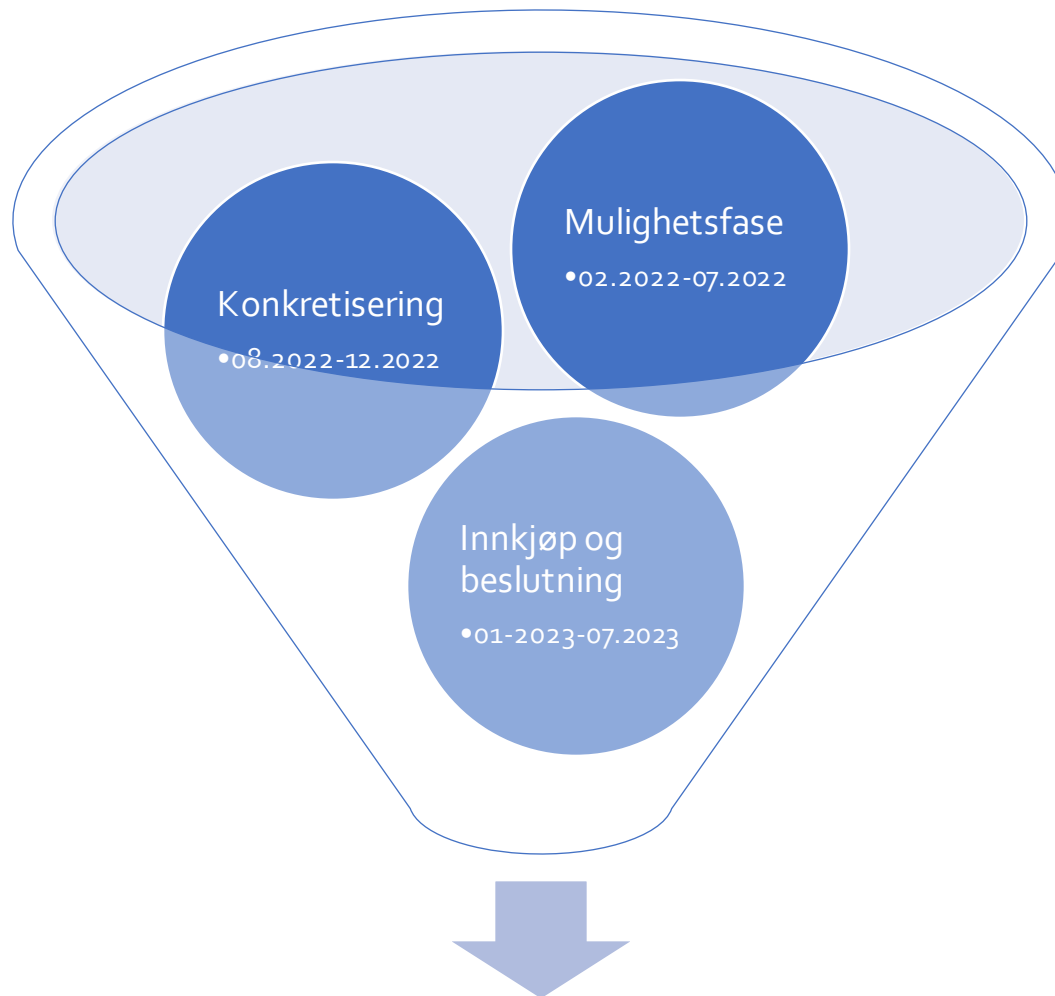 Mulighetsfase
•02.2022-07.2022
Konkretisering
•08.2022-12.2022
Innkjøp og
beslutning
•01-2023-07.2023